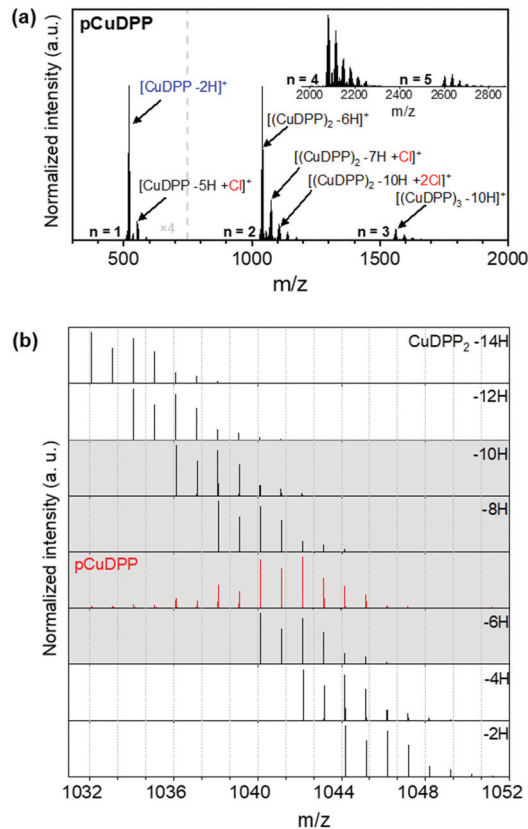 (a)
pCuDPP
Normalized intensity (a.u.)
[CuDPP -2H]⁺
[CuDPP -5H +Cl]⁺
×4
n = 1
[(CuDPP)₂ -6H]⁺
[(CuDPP)₂ -7H +Cl]⁺
[(CuDPP)₂ -10H +2Cl]⁺
[(CuDPP)₃ -10H]⁺
n = 2
n = 3
n = 4
n = 5
2000 2200 2400 2600 2800
m/z
500 1000 1500 2000
m/z
(b)
Normalized intensity (a. u.)
CuDPP₂ -14H
-12H
-10H
-8H
pCuDPP
-6H
-4H
-2H
1032 1036 1040 1044 1048 1052
m/z